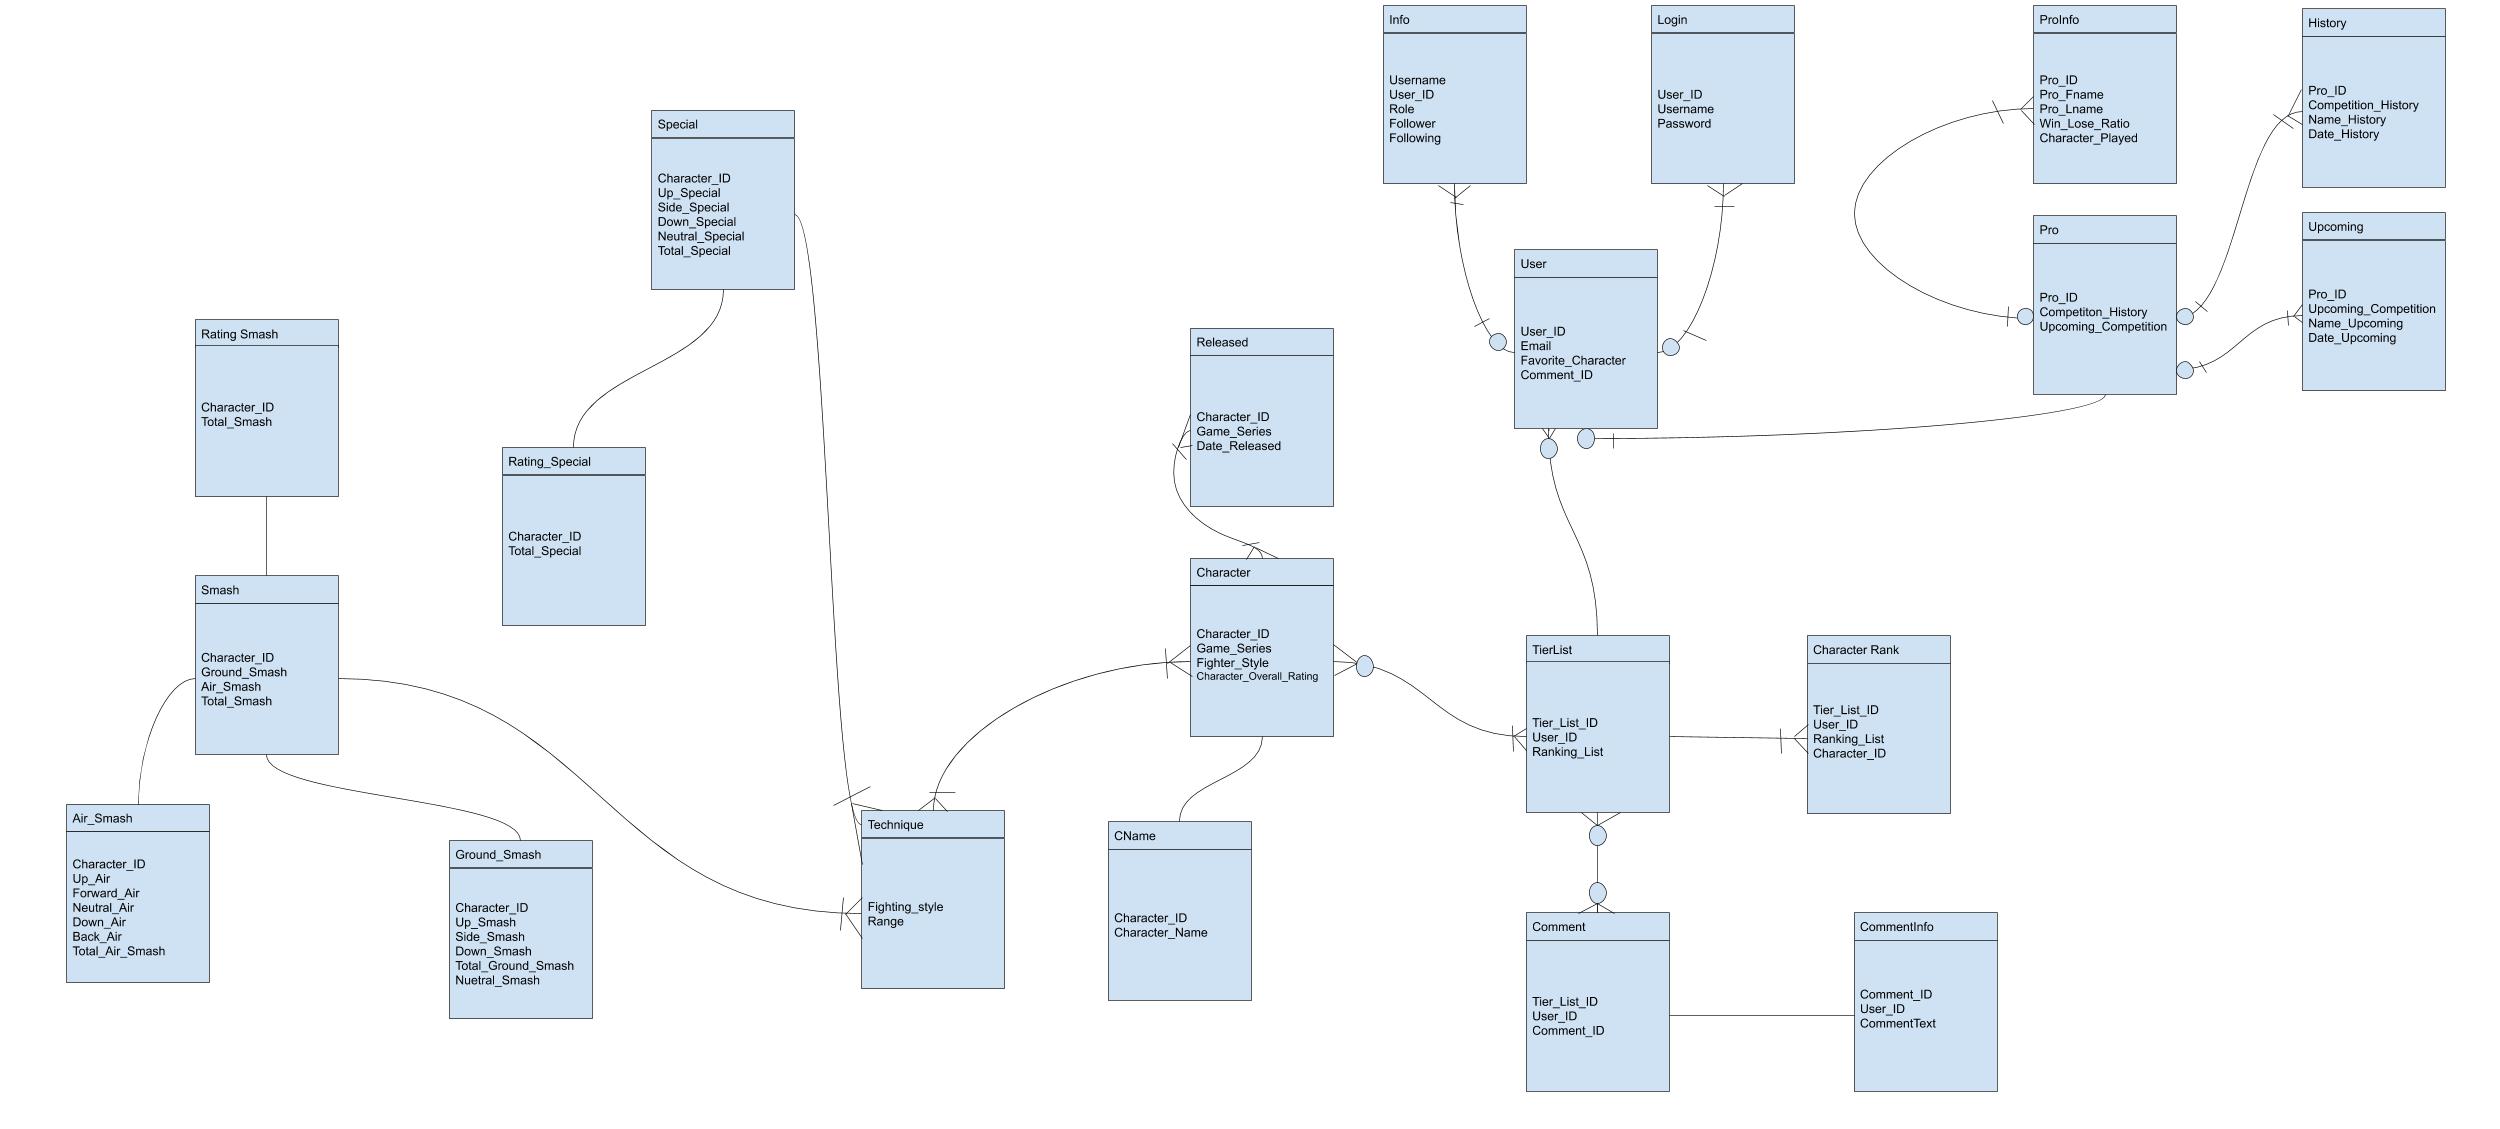 Info
Username
User_ID
Role
Follower
Following
Login
User_ID
Username
Password
ProInfo
Pro_ID
Pro_Fname
Pro_Lname
Win_Lose_Ratio
Character_Played
History
Pro_ID
Competition_History
Name_History
Date_History
Special
Character_ID
Up_Special
Side_Special
Down_Special
Neutral_Special
Total_Special
Pro
Pro_ID
Competiton_History
Upcoming_Competition
Upcoming
Pro_ID
Upcoming_Competition
Name_Upcoming
Date_Upcoming
User
User_ID
Email
Favorite_Character
Comment_ID
Rating Smash
Character_ID
Total_Smash
Released
Character_ID
Game_Series
Date_Released
Rating_Special
Character_ID
Total_Special
Smash
Character_ID
Ground_Smash
Air_Smash
Total_Smash
Character
Character_ID
Game_Series
Fighter_Style
Character_Overall_Rating
TierList
Tier_List_ID
User_ID
Ranking_List
Character Rank
Tier_List_ID
User_ID
Ranking_List
Character_ID
Air_Smash
Character_ID
Up_Air
Forward_Air
Neutral_Air
Down_Air
Back_Air
Total_Air_Smash
Ground_Smash
Character_ID
Up_Smash
Side_Smash
Down_Smash
Total_Ground_Smash
Nuetral_Smash
Technique
Fighting_style
Range
CName
Character_ID
Character_Name
Comment
Tier_List_ID
User_ID
Comment_ID
CommentInfo
Comment_ID
User_ID
CommentText